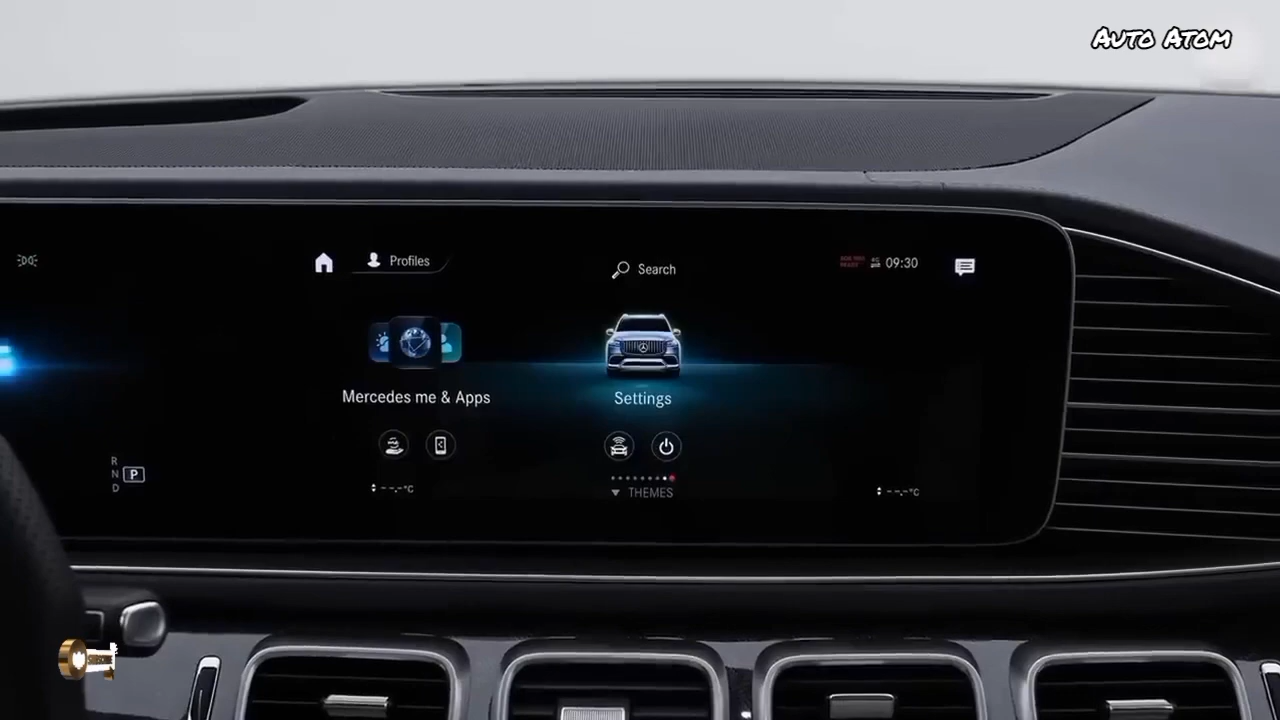 Auto Atom
Profiles
Search
09:30
Mercedes me & Apps
Settings
R
N P
D
--.-°C
THEMES
--.-°C